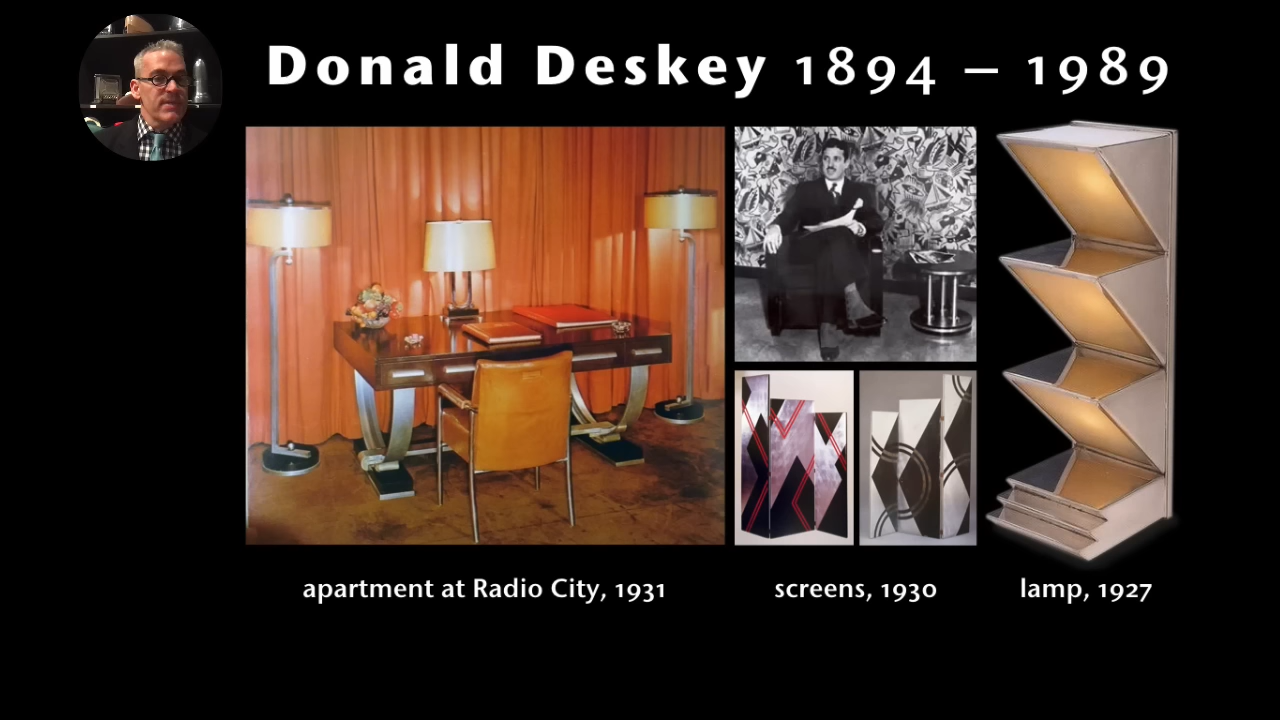 Donald Deskey 1894 – 1989
apartment at Radio City, 1931
screens, 1930
lamp, 1927